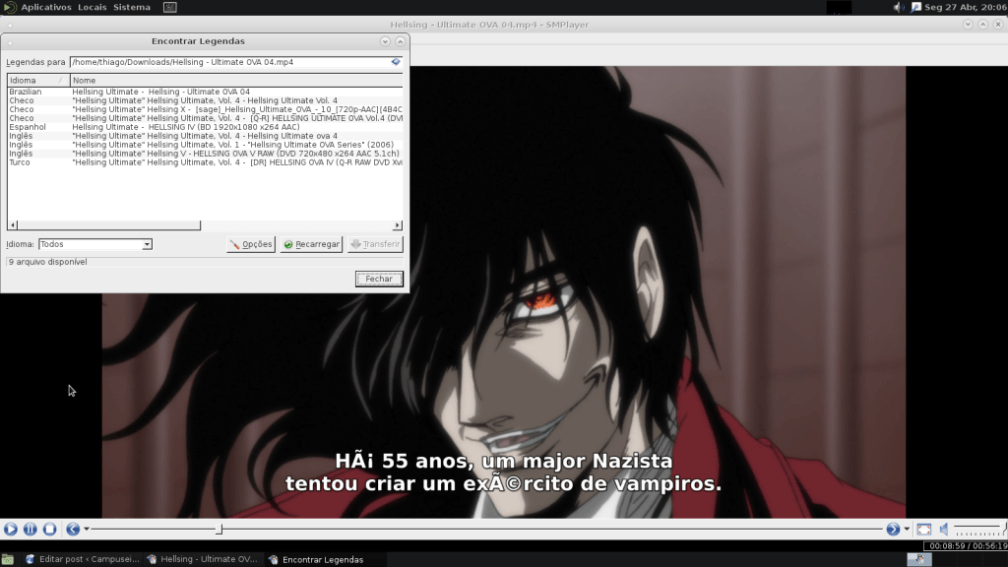 Aplicativos Locais Sistema
Seg 27 Abr, 20:06
Hellsing - Ultimate OVA 04.mp4 - SMPlayer
Encontrar Legendas
Legendas para /home/thiago/Downloads/Hellsing - Ultimate OVA 04.mp4
Idioma Nome
Brazilian Hellsing Ultimate - Hellsing - Ultimate OVA 04
Checo "Hellsing Ultimate" Hellsing Ultimate, Vol. 4 - Hellsing Ultimate Vol. 4
Checo "Hellsing Ultimate" Hellsing X - [sage]_Hellsing_Ultimate_OVA_-_10_[720p-AAC][4B4C
Checo "Hellsing Ultimate" Hellsing Ultimate, Vol. 4 - [Q-R] HELLSING ULTIMATE OVA Vol.4 (DVI
Espanhol Hellsing Ultimate - HELLSING IV (BD 1920x1080 x264 AAC)
Inglês "Hellsing Ultimate" Hellsing Ultimate, Vol. 4 - Hellsing Ultimate ova 4
Inglês "Hellsing Ultimate" Hellsing Ultimate, Vol. 1 - "Hellsing Ultimate OVA Series" (2006)
Inglês "Hellsing Ultimate" Hellsing V - HELLSING OVA V RAW (DVD 720x480 x264 AAC 5.1ch)
Turco "Hellsing Ultimate" Hellsing Ultimate, Vol. 4 - [DR] HELLSING OVA IV (Q-R RAW DVD Xvi
Idioma: Todos
Opções Recarregar Transferir
9 arquivo disponível
Fechar
HÃ¡ 55 anos, um major Nazista
tentou criar um exÃ©rcito de vampiros.
00:08:59 / 00:56:19
Editar post ‹ Campusei...
Hellsing - Ultimate OV...
Encontrar Legendas